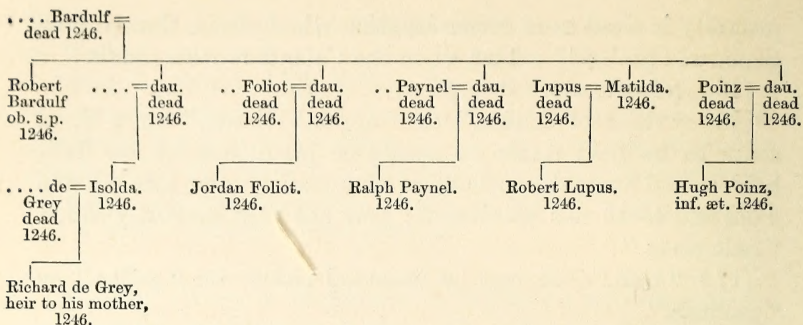 .... Bardulf =
dead 1246.
Robert .... = dau. .. Foliot = dau. .. Paynel = dau. Lupus = Matilda. Poinz = dau.
Bardulf dead dead dead dead dead dead 1246. dead dead
ob. s.p. 1246. 1246. 1246. 1246. 1246. 1246. 1246. 1246.
1246.
.... de = Isolda. Jordan Foliot. Ralph Paynel. Robert Lupus. Hugh Poinz,
Grey 1246. 1246. 1246. 1246. inf. æt. 1246.
dead
1246.
Richard de Grey,
heir to his mother,
1246.